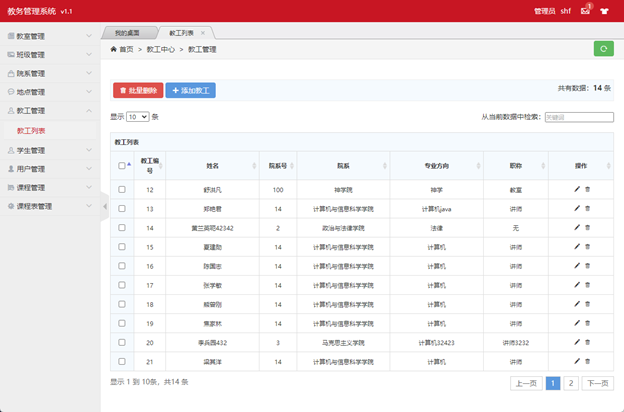 教务管理系统 v1.1
管理员 shf 1
教室管理
班级管理
院系管理
地点管理
教工管理
教工列表
学生管理
用户管理
课程管理
课程表管理
我的桌面 教工列表 ×
首页 > 教工中心 > 教工管理
批量删除 + 添加教工 共有数据：14 条
显示 10 条 从当前数据中检索： 关键词
教工列表
教工编号 姓名 院系号 院系 专业方向 职称 操作
12 舒洪凡 100 神学院 神学 教皇
13 郑艳君 14 计算机与信息科学学院 计算机java 讲师
14 黄兰英吧42342 2 政治与法律学院 法律 无
15 夏建勋 14 计算机与信息科学学院 计算机 讲师
16 陈国志 14 计算机与信息科学学院 计算机 讲师
17 张学敏 14 计算机与信息科学学院 计算机 讲师
18 14 计算机与信息科学学院 计算机 讲师
19 焦家林 14 计算机与信息科学学院 计算机 讲师
20 李兵圆432 3 马克思主义学院 计算机32423 讲师3232
21 梁其洋 14 计算机与信息科学学院 计算机 讲师
显示 1 到 10条，共14 条
上一页 1 2 下一页